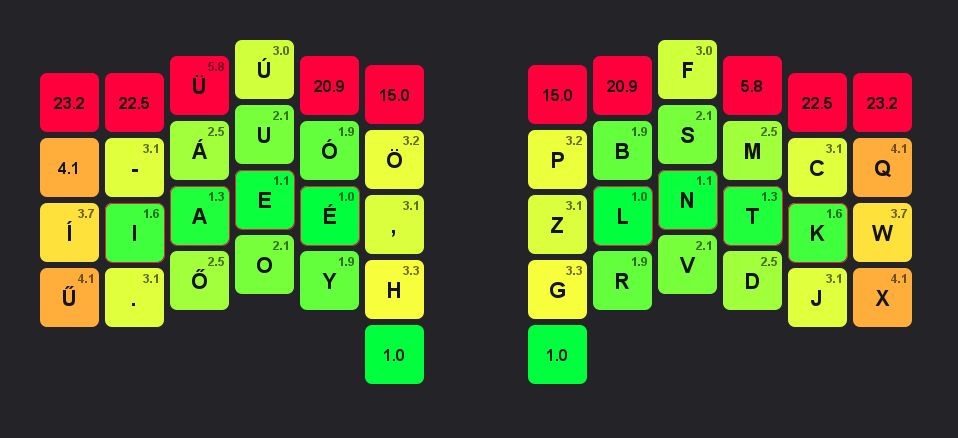 23.2 22.5 Ü 5.8 Ú 3.0 20.9 15.0 15.0 20.9 F 3.0 5.8 22.5 23.2
4.1 - 3.1 Á 2.5 U 2.1 Ó 1.9 Ö 3.2 P 3.2 B 1.9 S 2.1 M 2.5 C 3.1 Q 4.1
Í 3.7 I 1.6 A 1.3 E 1.1 É 1.0 , 3.1 Z 3.1 L 1.0 N 1.1 T 1.3 K 1.6 W 3.7
Ű 4.1 . 3.1 Ő 2.5 O 2.1 Y 1.9 H 3.3 G 3.3 R 1.9 V 2.1 D 2.5 J 3.1 X 4.1
1.0 1.0